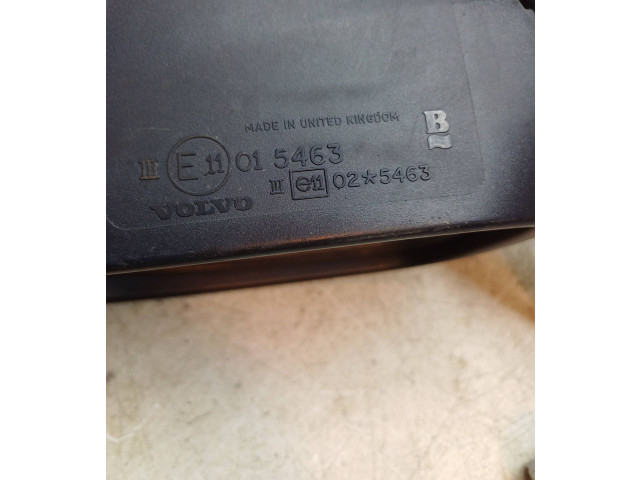 MADE IN UNITED KINGDOM
B
III E 11 01 5463
III e11 02*5463
VOLVO